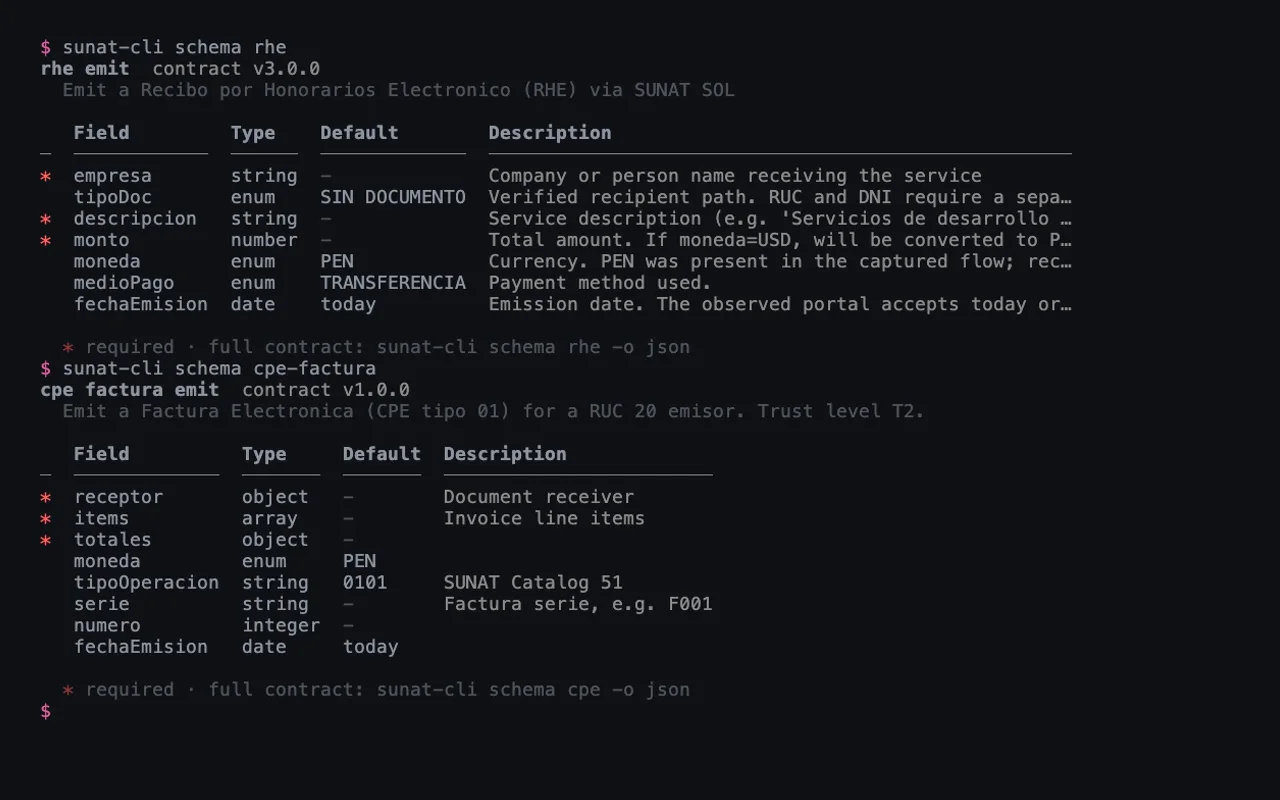 $ sunat-cli schema rhe
rhe emit  contract v3.0.0
Emit a Recibo por Honorarios Electronico (RHE) via SUNAT SOL
Field Type Default Description
* empresa string – Company or person name receiving the service
tipoDoc enum SIN DOCUMENTO Verified recipient path. RUC and DNI require a sepa…
* descripcion string – Service description (e.g. 'Servicios de desarrollo …
* monto number – Total amount. If moneda=USD, will be converted to P…
moneda enum PEN Currency. PEN was present in the captured flow; rec…
medioPago enum TRANSFERENCIA Payment method used.
fechaEmision date today Emission date. The observed portal accepts today or…
* required · full contract: sunat-cli schema rhe -o json
$ sunat-cli schema cpe-factura
cpe factura emit  contract v1.0.0
Emit a Factura Electronica (CPE tipo 01) for a RUC 20 emisor. Trust level T2.
Field Type Default Description
* receptor object – Document receiver
* items array – Invoice line items
* totales object –
moneda enum PEN
tipoOperacion string 0101 SUNAT Catalog 51
serie string – Factura serie, e.g. F001
numero integer –
fechaEmision date today
* required · full contract: sunat-cli schema cpe -o json
$